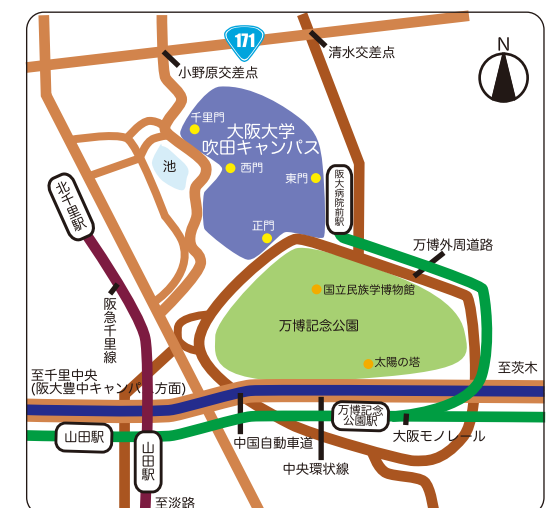 171
N
清水交差点
小野原交差点
千里門
大阪大学
吹田キャンパス
池
西門
東門
阪大病院前駅
北千里駅
正門
万博外周道路
国立民族学博物館
阪急千里線
万博記念公園
太陽の塔
至茨木
至千里中央
(阪大豊中キャンパス方面)
万博記念
公園駅
山田駅
山田駅
中国自動車道
大阪モノレール
中央環状線
至淡路